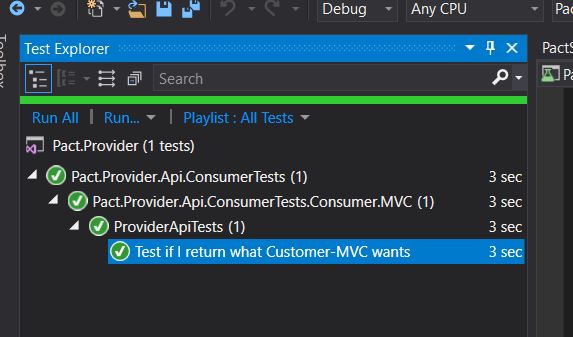 Debug Any CPU Pac
Toolbox
Test Explorer
PactS
Search
P
Run All | Run... | Playlist : All Tests
Pact.Provider (1 tests)
Pact.Provider.Api.ConsumerTests (1) 3 sec
Pact.Provider.Api.ConsumerTests.Consumer.MVC (1) 3 sec
ProviderApiTests (1) 3 sec
Test if I return what Customer-MVC wants 3 sec